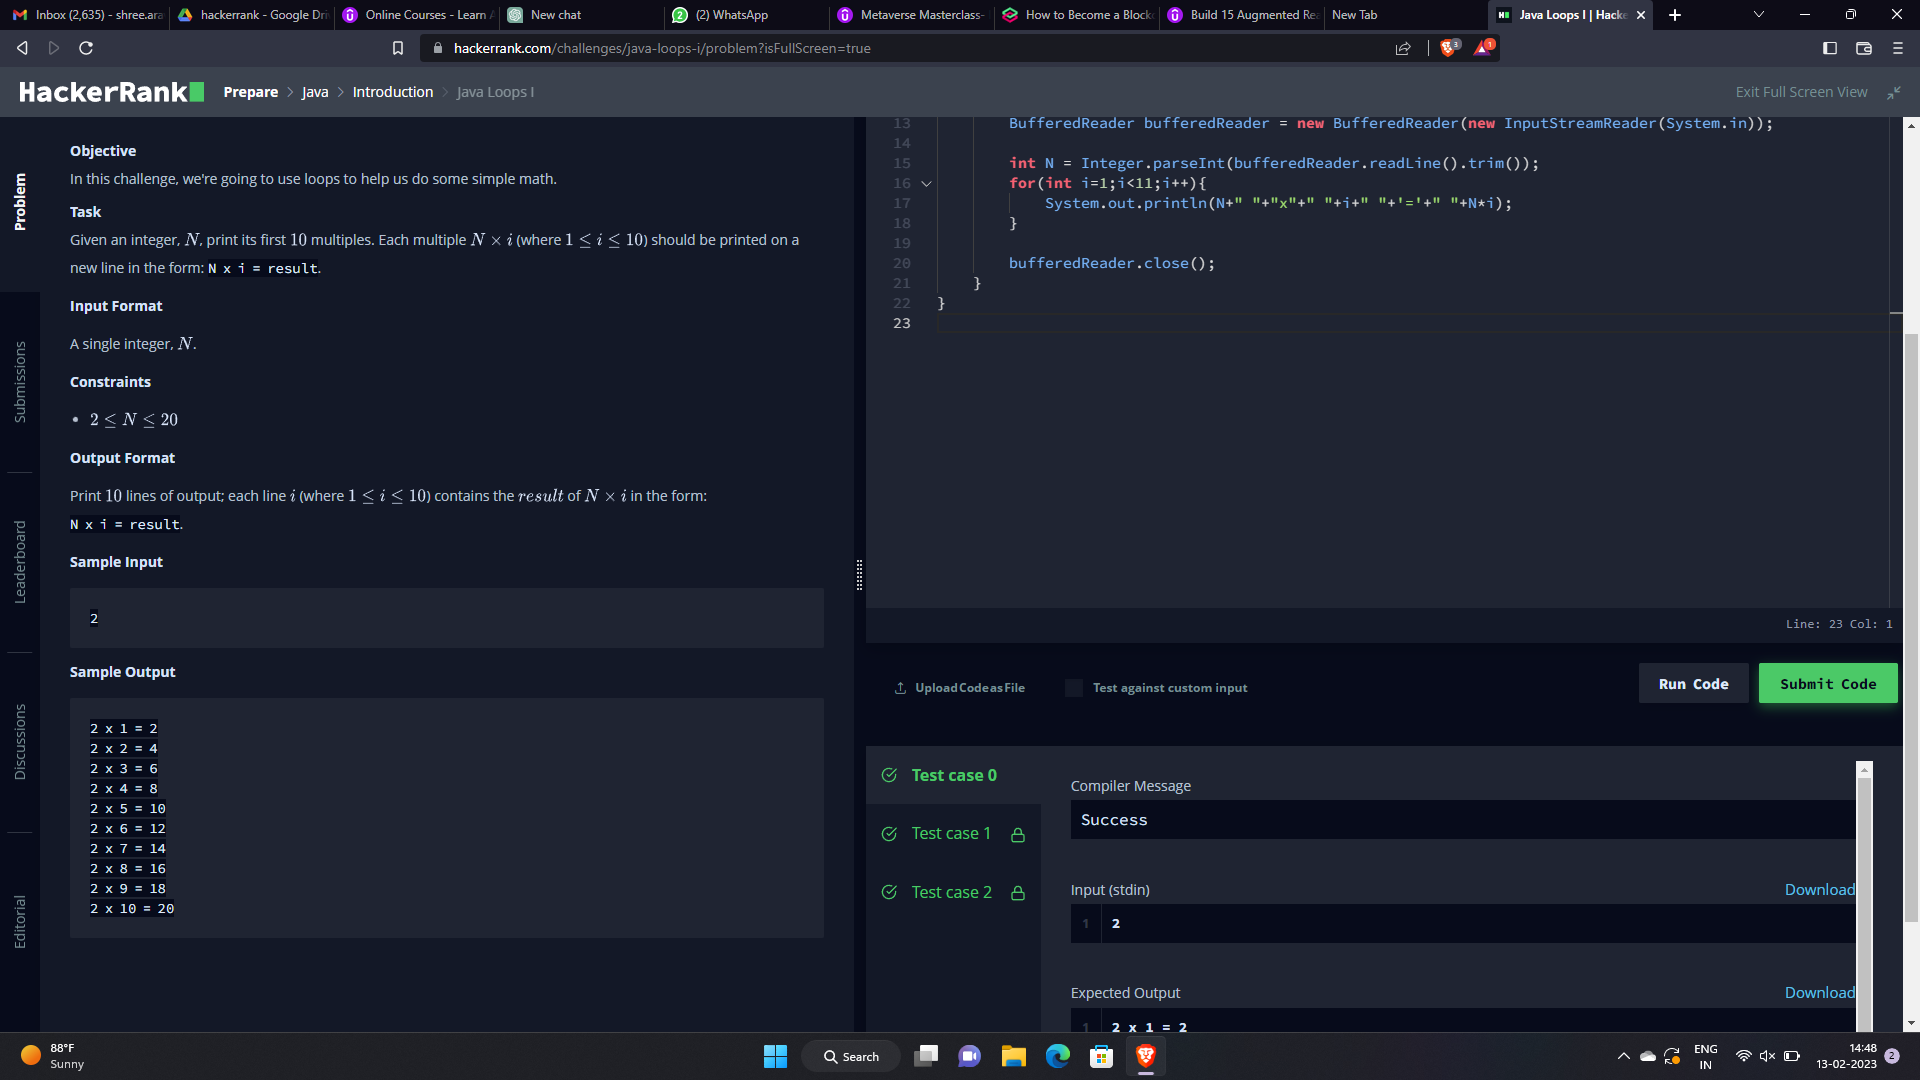 Inbox (2,635) - shree.ara
hackerrank - Google Dri
Online Courses - Learn A
New chat
(2) WhatsApp
Metaverse Masterclass-
How to Become a Blockc
Build 15 Augmented Rea
New Tab
Java Loops I | Hacke
hackerrank.com/challenges/java-loops-i/problem?isFullScreen=true
3
1
HackerRank
Prepare > Java > Introduction > Java Loops I
Exit Full Screen View
Problem
Submissions
Leaderboard
Discussions
Editorial
Objective
In this challenge, we're going to use loops to help us do some simple math.
Task
Given an integer, N, print its first 10 multiples. Each multiple N × i (where 1 ≤ i ≤ 10) should be printed on a
new line in the form: N x i = result.
Input Format
A single integer, N.
Constraints
• 2 ≤ N ≤ 20
Output Format
Print 10 lines of output; each line i (where 1 ≤ i ≤ 10) contains the result of N × i in the form:
N x i = result.
Sample Input
2
Sample Output
2 x 1 = 2
2 x 2 = 4
2 x 3 = 6
2 x 4 = 8
2 x 5 = 10
2 x 6 = 12
2 x 7 = 14
2 x 8 = 16
2 x 9 = 18
2 x 10 = 20
13 BufferedReader bufferedReader = new BufferedReader(new InputStreamReader(System.in));
14
15 int N = Integer.parseInt(bufferedReader.readLine().trim());
16 for(int i=1;i<11;i++){
17 System.out.println(N+" "+"x"+" "+i+" "+'='+" "+N*i);
18 }
19
20 bufferedReader.close();
21 }
22 }
23
Line: 23 Col: 1
Upload Code as File
Test against custom input
Run Code
Submit Code
Test case 0
Test case 1
Test case 2
Compiler Message
Success
Input (stdin)
Download
1 2
Expected Output
Download
1 2 x 1 = 2
88°F
Sunny
Search
ENG
IN
14:48
13-02-2023
2